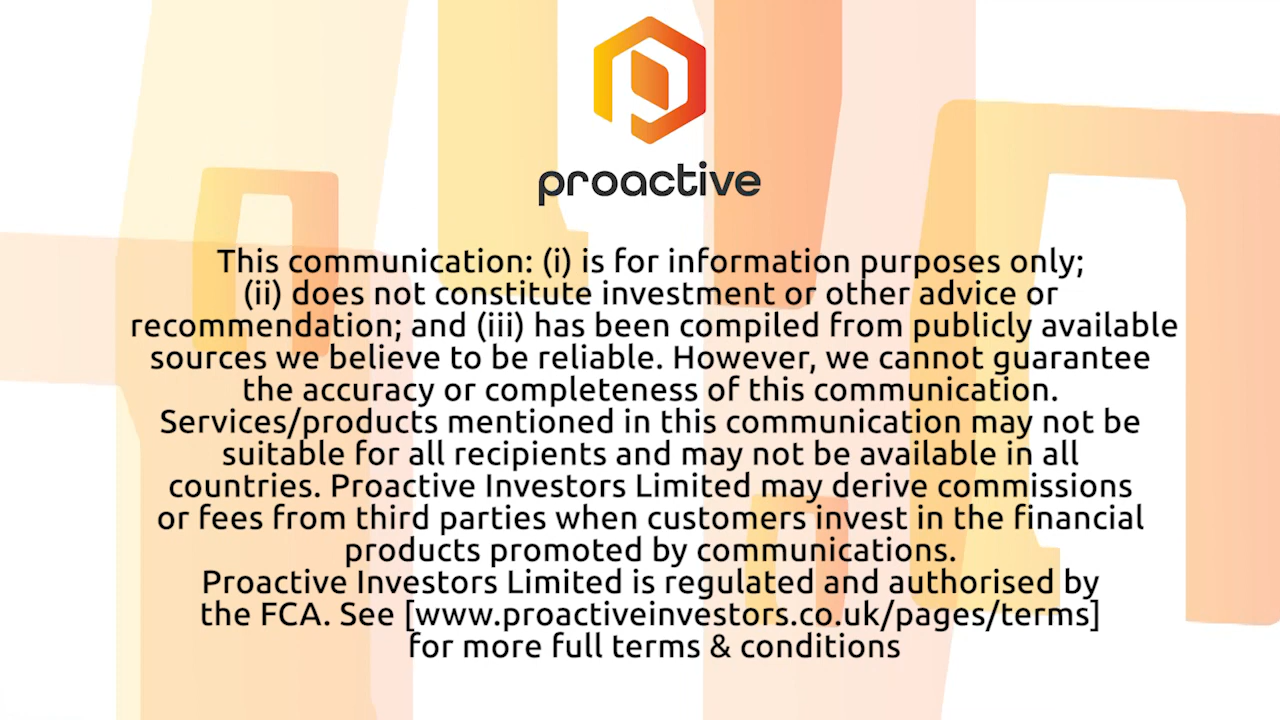 proactive
This communication: (i) is for information purposes only;
(ii) does not constitute investment or other advice or
recommendation; and (iii) has been compiled from publicly available
sources we believe to be reliable. However, we cannot guarantee
the accuracy or completeness of this communication.
Services/products mentioned in this communication may not be
suitable for all recipients and may not be available in all
countries. Proactive Investors Limited may derive commissions
or fees from third parties when customers invest in the financial
products promoted by communications.
Proactive Investors Limited is regulated and authorised by
the FCA. See [www.proactiveinvestors.co.uk/pages/terms]
for more full terms & conditions